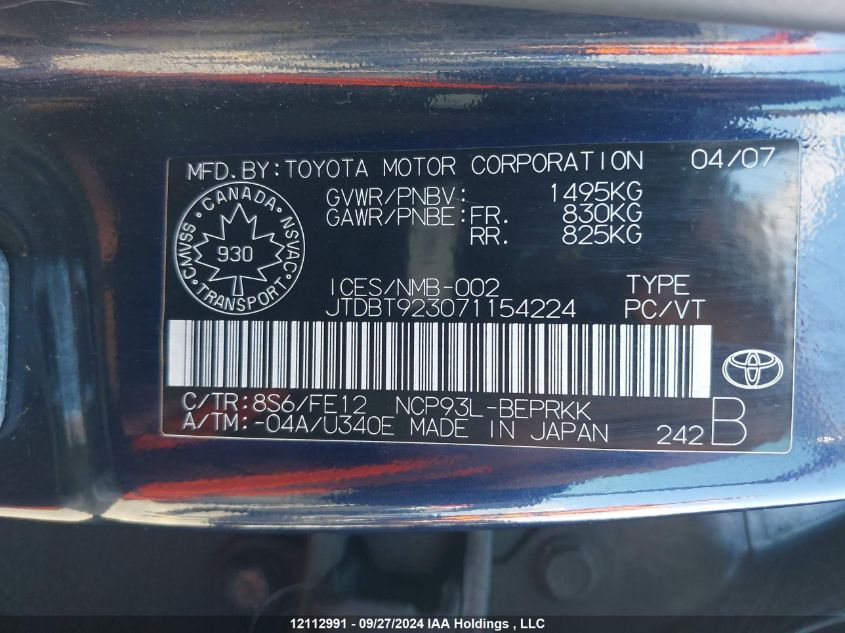 MFD.BY:TOYOTA MOTOR CORPORATION 04/07
GVWR/PNBV: 1495KG
GAWR/PNBE:FR. 830KG
RR. 825KG
CANADA
CMVSS 930 NSVAC
TRANSPORT
ICES/NMB-002 TYPE
JTDBT923071154224 PC/VT
C/TR:8S6/FE12 NCP93L-BEPRKK
A/TM:-04A/U340E MADE IN JAPAN 242 B
12112991 - 09/27/2024 IAA Holdings , LLC